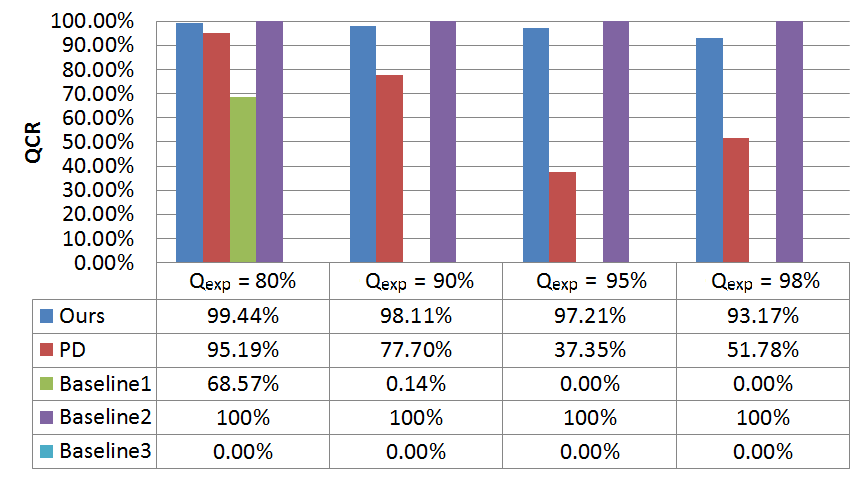 100.00%
90.00%
80.00%
70.00%
60.00%
50.00%
40.00%
30.00%
20.00%
10.00%
0.00%
QCR
Qexp = 80% Qexp = 90% Qexp = 95% Qexp = 98%
Ours 99.44% 98.11% 97.21% 93.17%
PD 95.19% 77.70% 37.35% 51.78%
Baseline1 68.57% 0.14% 0.00% 0.00%
Baseline2 100% 100% 100% 100%
Baseline3 0.00% 0.00% 0.00% 0.00%